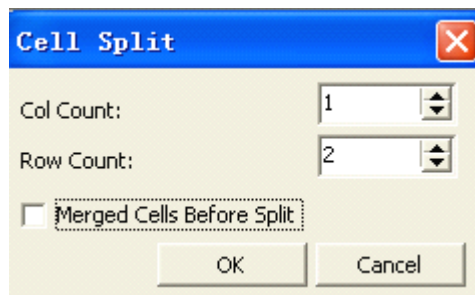 Cell Split
Col Count: 1
Row Count: 2
Merged Cells Before Split
OK Cancel